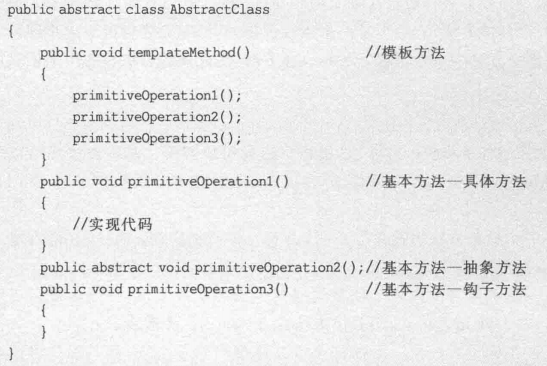 public abstract class AbstractClass
{
    public void templateMethod()                //模板方法
    {
        primitiveOperation1();
        primitiveOperation2();
        primitiveOperation3();
    }
    public void primitiveOperation1()           //基本方法—具体方法
    {
        //实现代码
    }
    public abstract void primitiveOperation2();//基本方法—抽象方法
    public void primitiveOperation3()           //基本方法—钩子方法
    {
    }
}